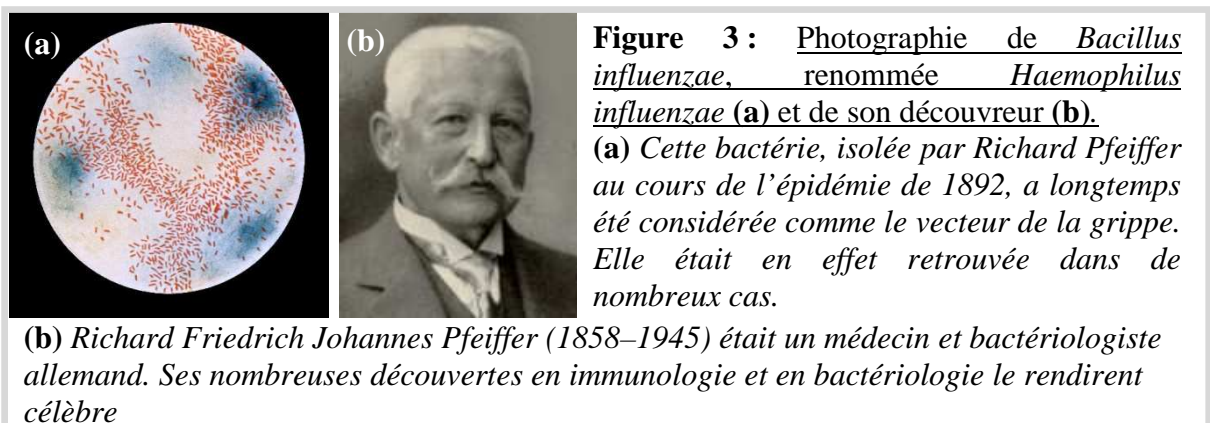 (a)
(b)
Figure 3 : Photographie de Bacillus
influenzae, renommée Haemophilus
influenzae (a) et de son découvreur (b).
(a) Cette bactérie, isolée par Richard Pfeiffer
au cours de l’épidémie de 1892, a longtemps
été considérée comme le vecteur de la grippe.
Elle était en effet retrouvée dans de
nombreux cas.
(b) Richard Friedrich Johannes Pfeiffer (1858–1945) était un médecin et bactériologiste
allemand. Ses nombreuses découvertes en immunologie et en bactériologie le rendirent
célèbre